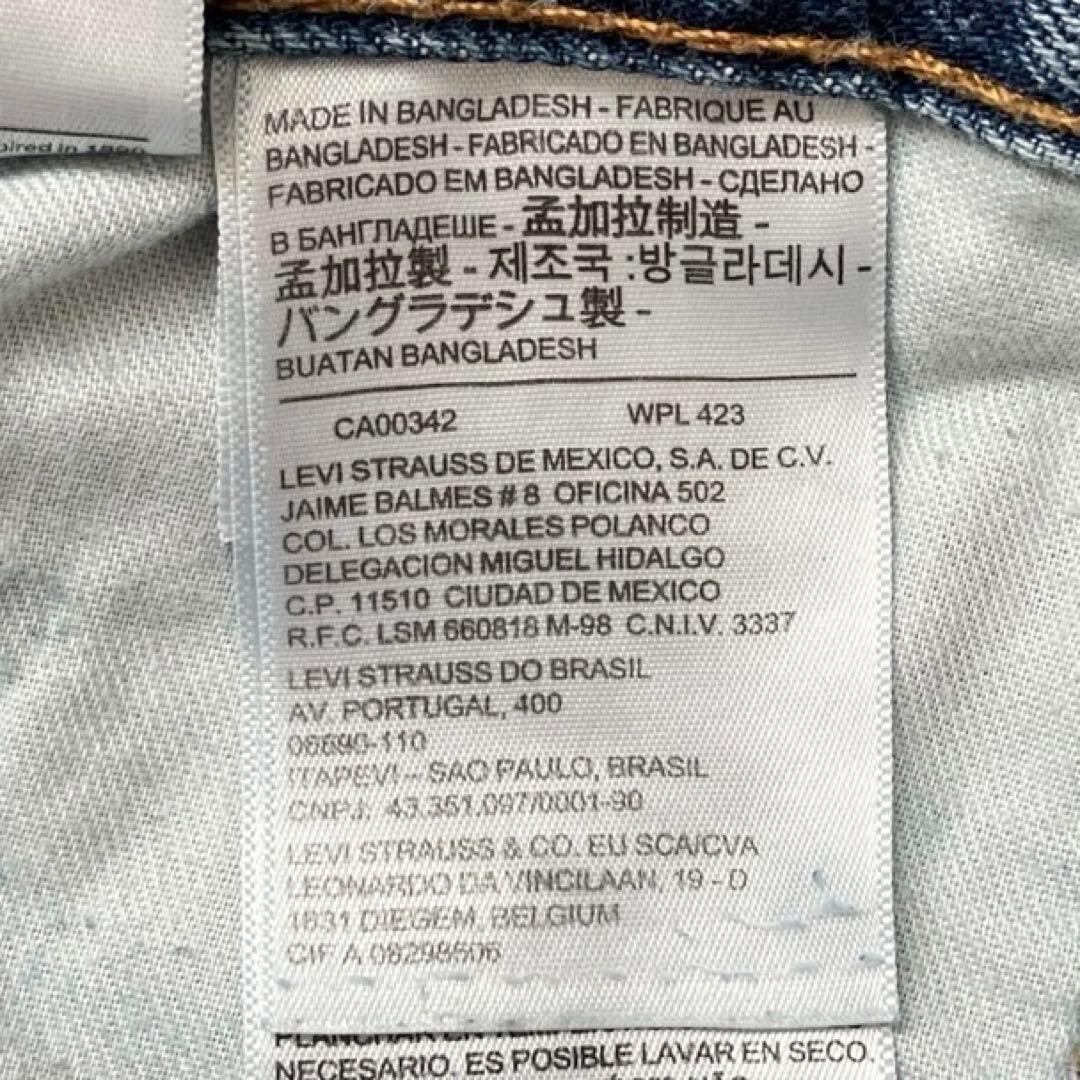 MADE IN BANGLADESH - FABRIQUE AU
BANGLADESH - FABRICADO EN BANGLADESH -
FABRICADO EM BANGLADESH - СДЕЛАНО
В БАНГЛАДЕШЕ - 孟加拉制造 -
孟加拉製 - 제조국 :방글라데시 -
バングラデシュ製 -
BUATAN BANGLADESH
CA00342 WPL 423
LEVI STRAUSS DE MEXICO, S.A. DE C.V.
JAIME BALMES # 8 OFICINA 502
COL. LOS MORALES POLANCO
DELEGACION MIGUEL HIDALGO
C.P. 11510 CIUDAD DE MEXICO
R.F.C. LSM 660818 M-98 C.N.I.V. 3337
LEVI STRAUSS DO BRASIL
AV. PORTUGAL, 400
06690-110
ITAPEVI – SAO PAULO, BRASIL
CNPJ. 43.351.097/0001-90
LEVI STRAUSS & CO. EU SCA/CVA
LEONARDO DA VINCILAAN, 19 - D
1831 DIEGEM, BELGIUM
CIF A 08298506
PLANCHAR EN
NECESARIO. ES POSIBLE LAVAR EN SECO.